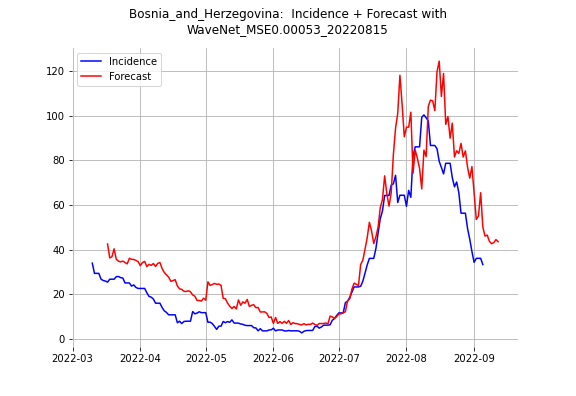 Bosnia_and_Herzegovina:  Incidence + Forecast with
WaveNet_MSE0.00053_20220815
Incidence
Forecast
120
100
80
60
40
20
0
2022-03 2022-04 2022-05 2022-06 2022-07 2022-08 2022-09